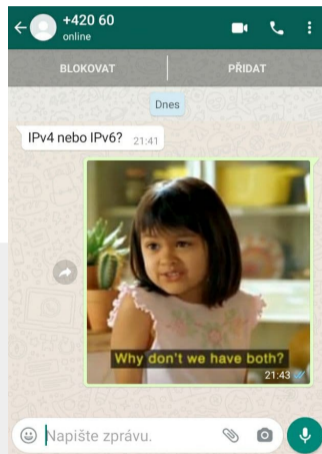 +420 60
online
BLOKOVAT
PŘIDAT
Dnes
IPv4 nebo IPv6? 21:41
Why don't we have both?
21:43
Napište zprávu.